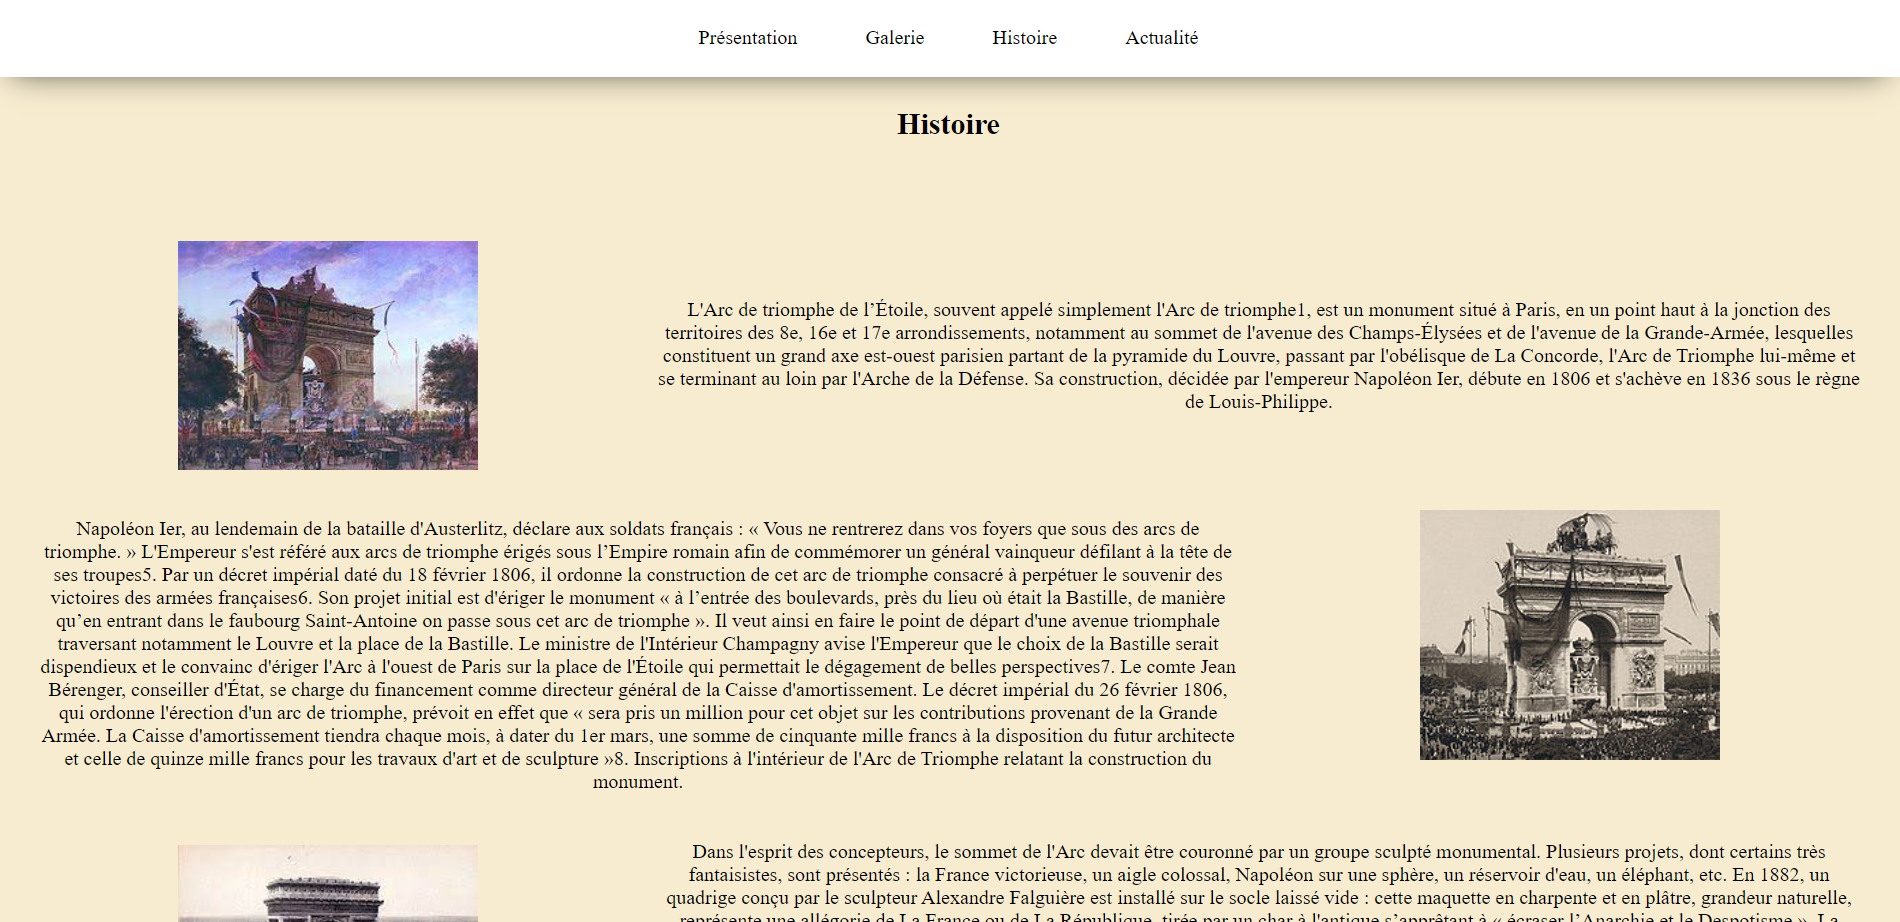 Présentation Galerie Histoire Actualité
Histoire
L'Arc de triomphe de l’Étoile, souvent appelé simplement l'Arc de triomphe1, est un monument situé à Paris, en un point haut à la jonction des
territoires des 8e, 16e et 17e arrondissements, notamment au sommet de l'avenue des Champs-Élysées et de l'avenue de la Grande-Armée, lesquelles
constituent un grand axe est-ouest parisien partant de la pyramide du Louvre, passant par l'obélisque de La Concorde, l'Arc de Triomphe lui-même et
se terminant au loin par l'Arche de la Défense. Sa construction, décidée par l'empereur Napoléon Ier, débute en 1806 et s'achève en 1836 sous le règne
de Louis-Philippe.
Napoléon Ier, au lendemain de la bataille d'Austerlitz, déclare aux soldats français : « Vous ne rentrerez dans vos foyers que sous des arcs de
triomphe. » L'Empereur s'est référé aux arcs de triomphe érigés sous l’Empire romain afin de commémorer un général vainqueur défilant à la tête de
ses troupes5. Par un décret impérial daté du 18 février 1806, il ordonne la construction de cet arc de triomphe consacré à perpétuer le souvenir des
victoires des armées françaises6. Son projet initial est d'ériger le monument « à l’entrée des boulevards, près du lieu où était la Bastille, de manière
qu’en entrant dans le faubourg Saint-Antoine on passe sous cet arc de triomphe ». Il veut ainsi en faire le point de départ d'une avenue triomphale
traversant notamment le Louvre et la place de la Bastille. Le ministre de l'Intérieur Champagny avise l'Empereur que le choix de la Bastille serait
dispendieux et le convainc d'ériger l'Arc à l'ouest de Paris sur la place de l'Étoile qui permettait le dégagement de belles perspectives7. Le comte Jean
Bérenger, conseiller d'État, se charge du financement comme directeur général de la Caisse d'amortissement. Le décret impérial du 26 février 1806,
qui ordonne l'érection d'un arc de triomphe, prévoit en effet que « sera pris un million pour cet objet sur les contributions provenant de la Grande
Armée. La Caisse d'amortissement tiendra chaque mois, à dater du 1er mars, une somme de cinquante mille francs à la disposition du futur architecte
et celle de quinze mille francs pour les travaux d'art et de sculpture »8. Inscriptions à l'intérieur de l'Arc de Triomphe relatant la construction du
monument.
Dans l'esprit des concepteurs, le sommet de l'Arc devait être couronné par un groupe sculpté monumental. Plusieurs projets, dont certains très
fantaisistes, sont présentés : la France victorieuse, un aigle colossal, Napoléon sur une sphère, un réservoir d'eau, un éléphant, etc. En 1882, un
quadrige conçu par le sculpteur Alexandre Falguière est installé sur le socle laissé vide : cette maquette en charpente et en plâtre, grandeur naturelle,
représente une allégorie de La France ou de La République, tirée par un char à l'antique s’apprêtant à « écraser l’Anarchie et le Despotisme ». La